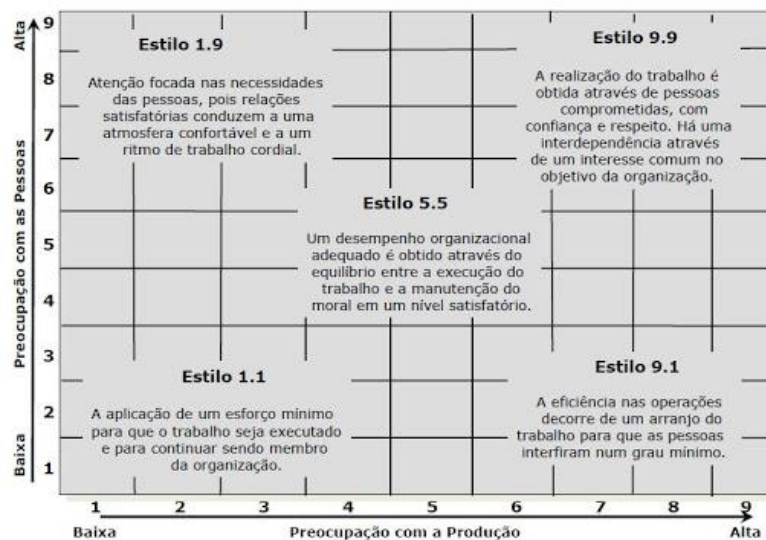 Alta
Preocupação com as Pessoas
Baixa
9
8
7
6
5
4
3
2
1
Estilo 1.9
Atenção focada nas necessidades
das pessoas, pois relações
satisfatórias conduzem a uma
atmosfera confortável e a um
ritmo de trabalho cordial.
Estilo 9.9
A realização do trabalho é
obtida através de pessoas
comprometidas, com
confiança e respeito. Há uma
interdependência através
de um interesse comum no
objetivo da organização.
Estilo 5.5
Um desempenho organizacional
adequado é obtido através do
equilíbrio entre a execução do
trabalho e a manutenção do
moral em um nível satisfatório.
Estilo 1.1
A aplicação de um esforço mínimo
para que o trabalho seja executado
e para continuar sendo membro
da organização.
Estilo 9.1
A eficiência nas operações
decorre de um arranjo do
trabalho para que as pessoas
interfiram num grau mínimo.
1 2 3 4 5 6 7 8 9
Baixa Preocupação com a Produção Alta